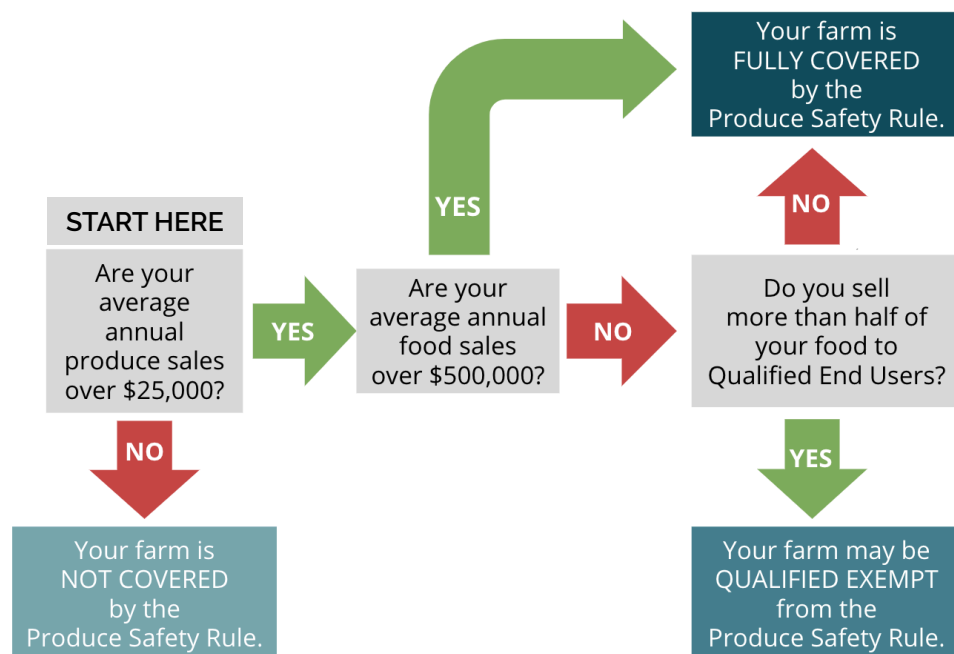 START HERE
Are your
average
annual
produce sales
over $25,000?
YES
NO
Your farm is
NOT COVERED
by the
Produce Safety Rule.
Are your
average annual
food sales
over $500,000?
YES
NO
Your farm is
FULLY COVERED
by the
Produce Safety Rule.
NO
Do you sell
more than half of
your food to
Qualified End Users?
YES
Your farm may be
QUALIFIED EXEMPT
from the
Produce Safety Rule.